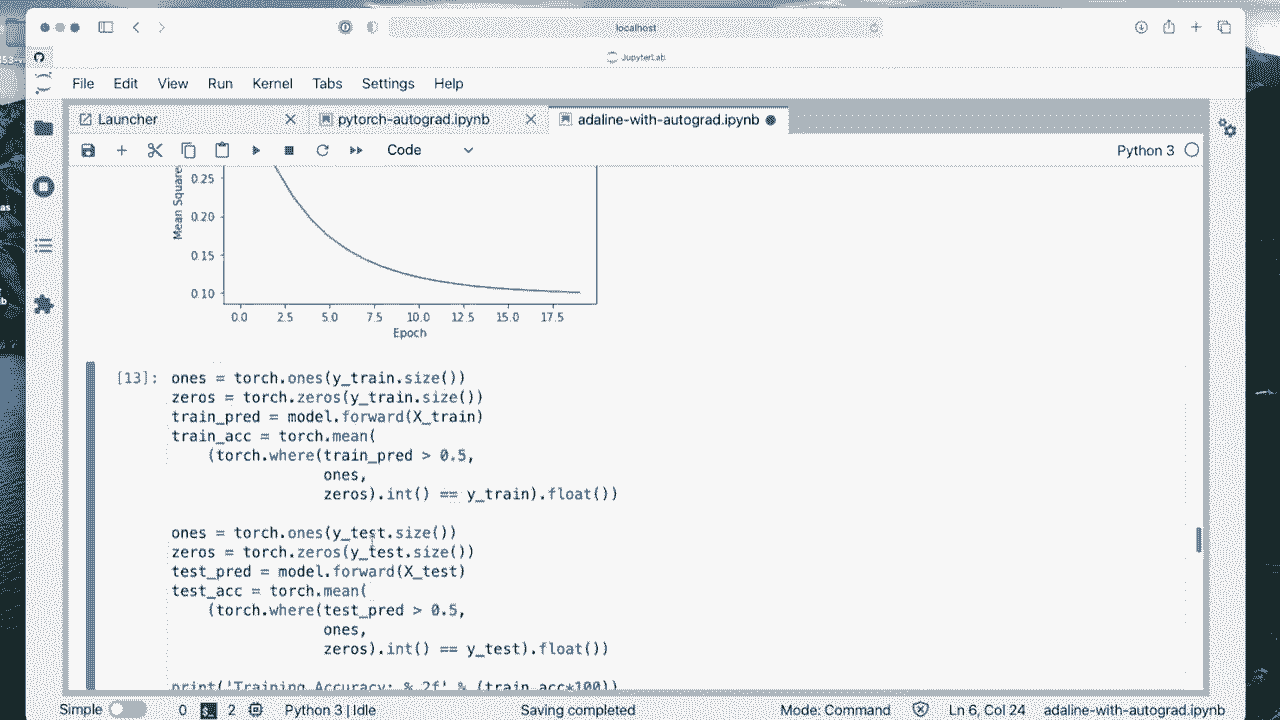 localhost
JupyterLab
File Edit View Run Kernel Tabs Settings Help
Launcher pytorch-autograd.ipynb adaline-with-autograd.ipynb
Code Python 3
Mean Square
0.25
0.20
0.15
0.10
0.0 2.5 5.0 7.5 10.0 12.5 15.0 17.5
Epoch
[13]: ones = torch.ones(y_train.size())
zeros = torch.zeros(y_train.size())
train_pred = model.forward(X_train)
train_acc = torch.mean(
(torch.where(train_pred > 0.5,
ones,
zeros).int() == y_train).float())
ones = torch.ones(y_test.size())
zeros = torch.zeros(y_test.size())
test_pred = model.forward(X_test)
test_acc = torch.mean(
(torch.where(test_pred > 0.5,
ones,
zeros).int() == y_test).float())
print('Training Accuracy: %.2f' % (train_acc*100))
Simple 0 2 Python 3 | Idle Saving completed Mode: Command Ln 6, Col 24 adaline-with-autograd.ipynb